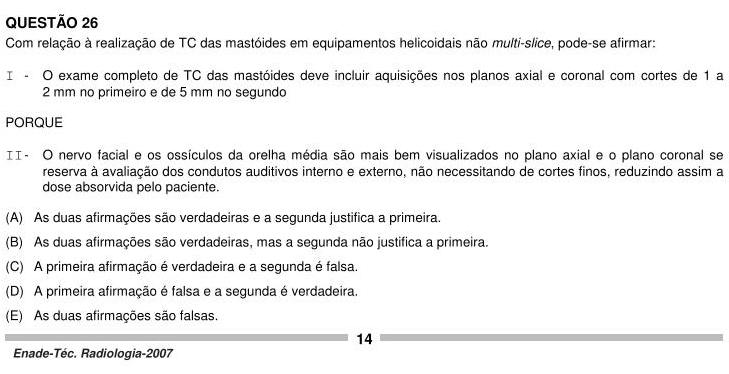 QUESTÃO 26
Com relação à realização de TC das mastóides em equipamentos helicoidais não multi-slice, pode-se afirmar:
I - O exame completo de TC das mastóides deve incluir aquisições nos planos axial e coronal com cortes de 1 a
2 mm no primeiro e de 5 mm no segundo
PORQUE
II- O nervo facial e os ossículos da orelha média são mais bem visualizados no plano axial e o plano coronal se
reserva à avaliação dos condutos auditivos interno e externo, não necessitando de cortes finos, reduzindo assim a
dose absorvida pelo paciente.
(A) As duas afirmações são verdadeiras e a segunda justifica a primeira.
(B) As duas afirmações são verdadeiras, mas a segunda não justifica a primeira.
(C) A primeira afirmação é verdadeira e a segunda é falsa.
(D) A primeira afirmação é falsa e a segunda é verdadeira.
(E) As duas afirmações são falsas.
14
Enade-Téc. Radiologia-2007